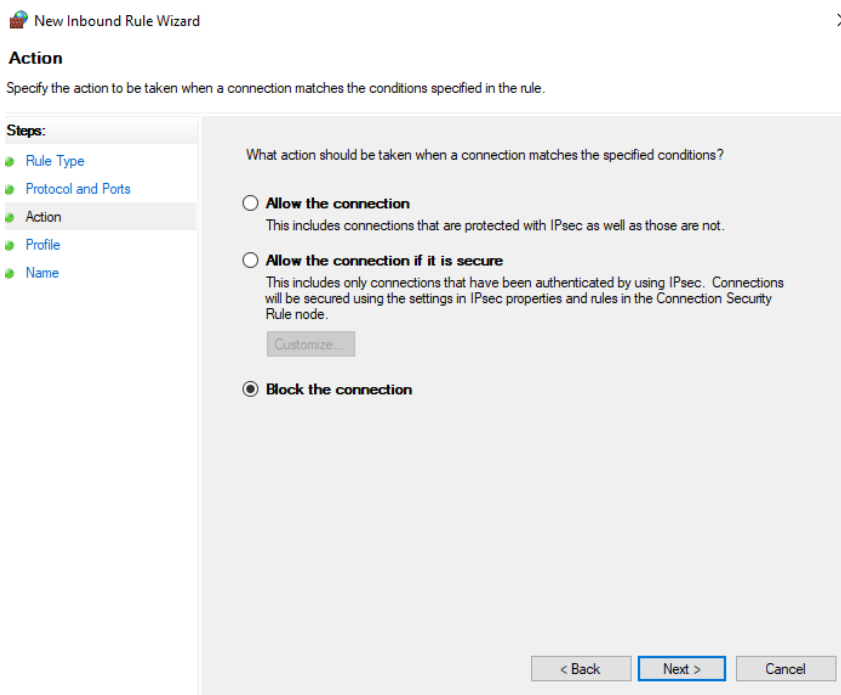 New Inbound Rule Wizard
Action
Specify the action to be taken when a connection matches the conditions specified in the rule.
Steps:
Rule Type
Protocol and Ports
Action
Profile
Name
What action should be taken when a connection matches the specified conditions?
Allow the connection
This includes connections that are protected with IPsec as well as those are not.
Allow the connection if it is secure
This includes only connections that have been authenticated by using IPsec. Connections
will be secured using the settings in IPsec properties and rules in the Connection Security
Rule node.
Customize...
Block the connection
< Back
Next >
Cancel